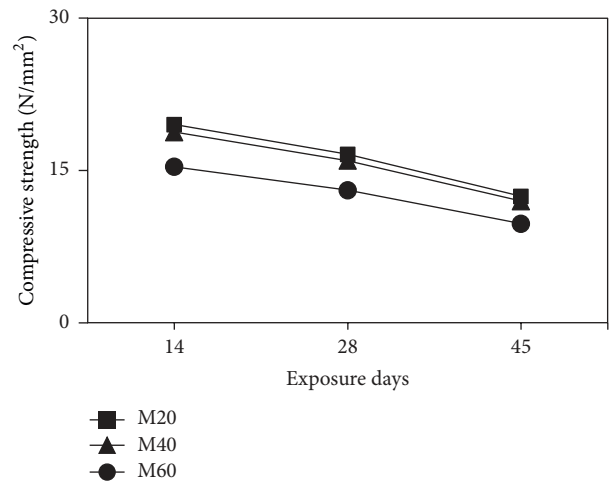 30
15
0
Compressive strength (N/mm²)
14 28 45
Exposure days
M20
M40
M60